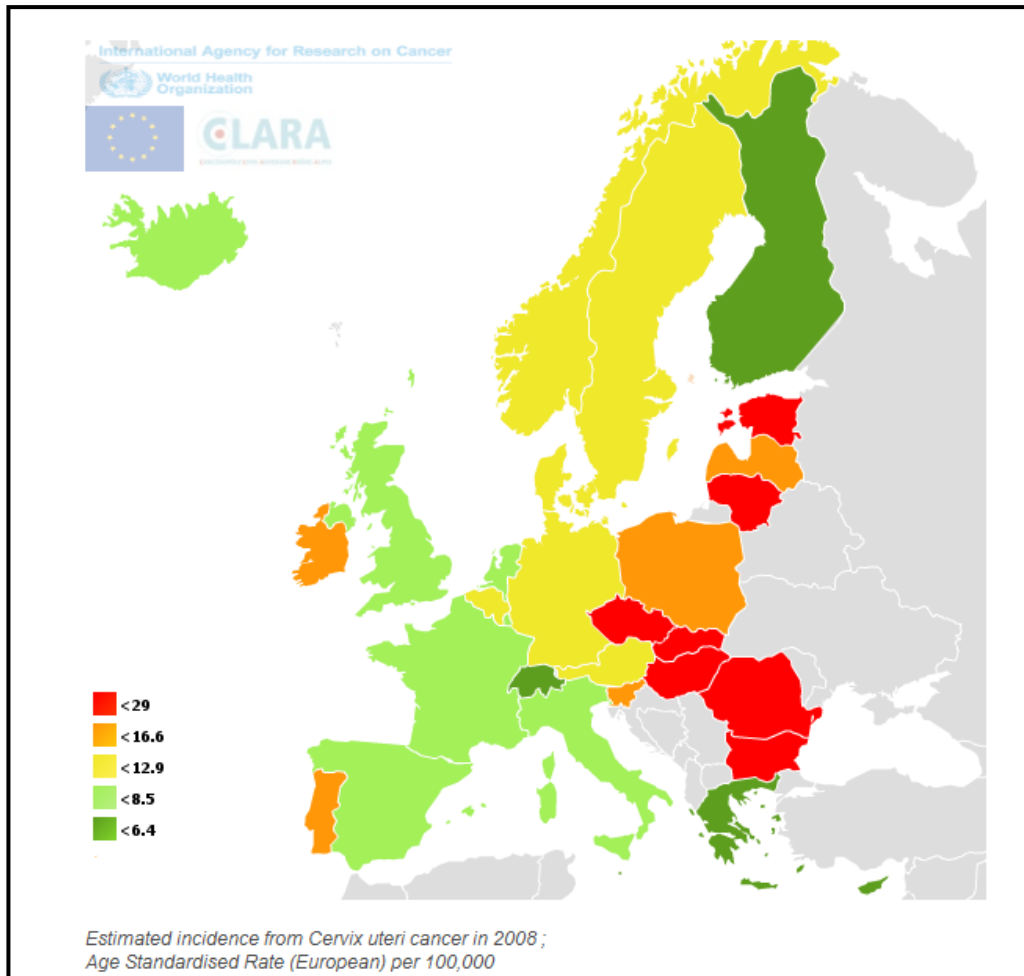 International Agency for Research on Cancer
World Health
Organization
CLARA
<29
<16.6
<12.9
<8.5
<6.4
Estimated incidence from Cervix uteri cancer in 2008 ;
Age Standardised Rate (European) per 100,000